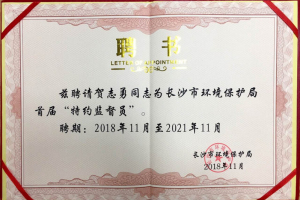 聘书
LETTER OF APPOINTMENT
兹聘请贺志勇同志为长沙市环境保护局
首届“特约监督员”。
聘期：2018年11月至2021年11月
长沙市环境保护局
2018年11月